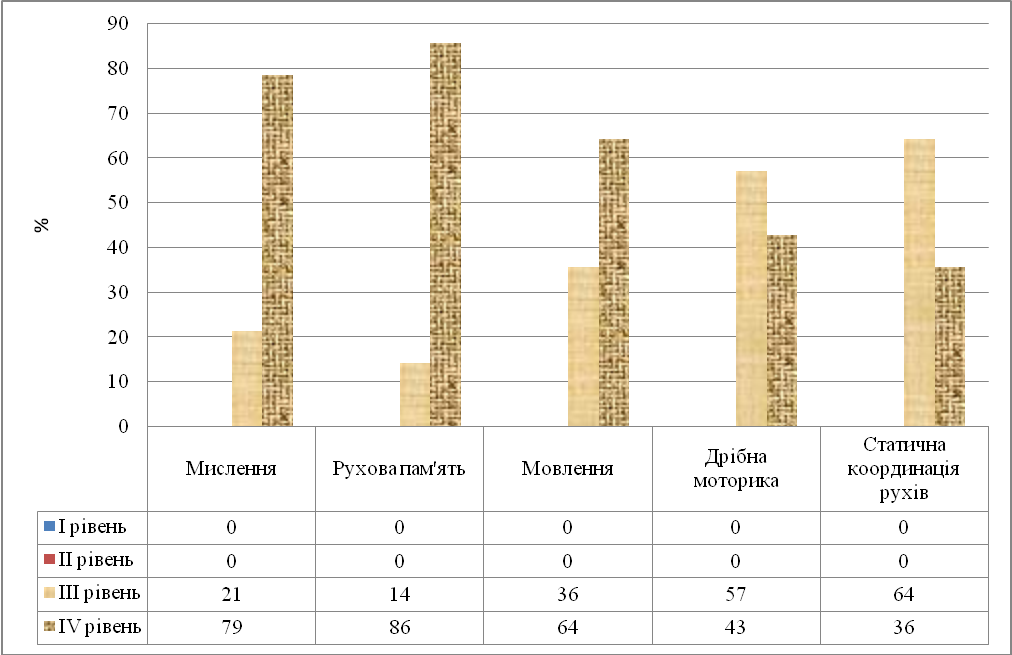 90
80
70
60
50
40
30
20
10
0
%
Мислення
Рухова пам'ять
Мовлення
Дрібна
моторика
Статична
координація
рухів
I рівень 0 0 0 0 0
II рівень 0 0 0 0 0
III рівень 21 14 36 57 64
IV рівень 79 86 64 43 36